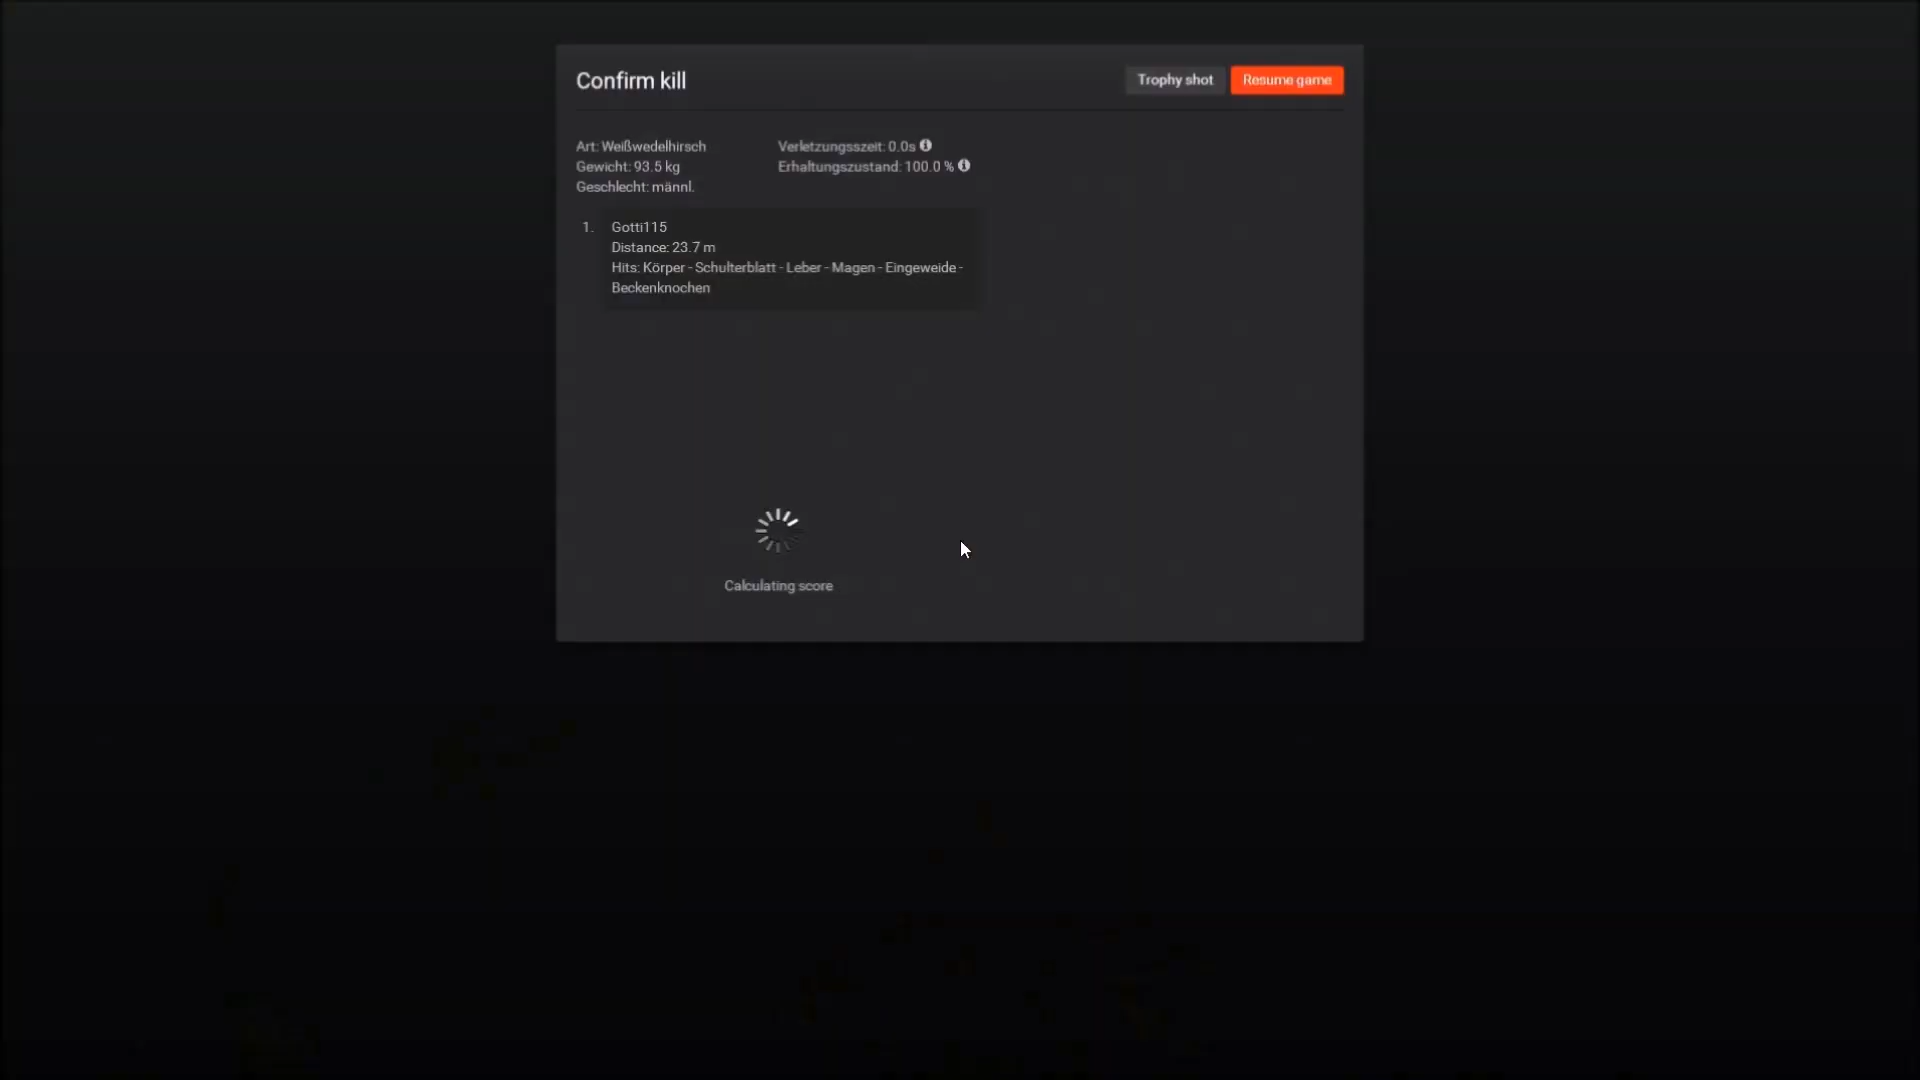 Confirm kill
Trophy shot
Resume game
Art: Weißwedelhirsch
Gewicht: 93.5 kg
Geschlecht: männl.
Verletzungsszeit: 0.0s
Erhaltungszustand: 100.0 %
1. Gotti115
Distance: 23.7 m
Hits: Körper - Schulterblatt - Leber - Magen - Eingeweide -
Beckenknochen
Calculating score